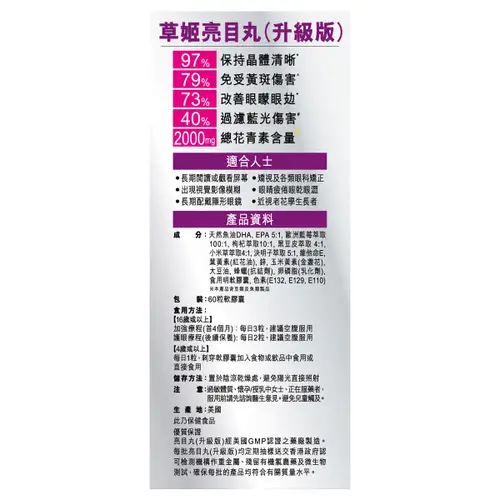 草姬亮目丸(升級版)
97% 保持晶體清晰*
79% 免受黃斑傷害*
73% 改善眼矇眼攰*
40% 過濾藍光傷害#
2000mg 總花青素含量
適合人士
•長期閱讀或觀看屏幕 •矯視及各類眼科矯正
•出現視覺影像模糊 •眼睛疲倦眼乾眼澀
•長期配戴隱形眼鏡 •近視老花學生長者
產品資料
成 分：天然魚油DHA, EPA 5:1, 歐洲藍莓萃取
100:1, 枸杞萃取10:1, 黑豆皮萃取 4:1,
小米草萃取4:1, 決明子萃取 5:1, 維他命E,
葉黃素(紅花油), 鋅, 玉米黃素(金盞花),
大豆油, 蜂蠟(抗結劑), 卵磷脂(乳化劑),
食用明軟膠囊, 色素(E132, E129, E110)
※本產品含豆類及魚類製品
包 裝：60粒軟膠囊
食用方法：
【16歲或以上】
加強療程(首4個月)：每日3粒, 建議空腹服用
護眼療程(後續保養)：每日2粒, 建議空腹服用
【4歲或以上】
每日1粒, 刺穿軟膠囊加入食物或飲品中食用或
直接食用
儲存方法：置於陰涼乾燥處, 避免陽光直接照射
注 意：過敏體質、懷孕/授乳中女士、正在服藥者,
服用前請先諮詢醫生意見。避免兒童觸及。
生 產 地：美國
此乃保健食品
優質保證
亮目丸(升級版)經美國GMP認證之藥廠製造。
每批亮目丸(升級版)均定期抽樣送交香港政府認
可檢測機構作重金屬、殘留有機氯農藥及微生物
測試, 確保每批的產品均符合有關質量水平。